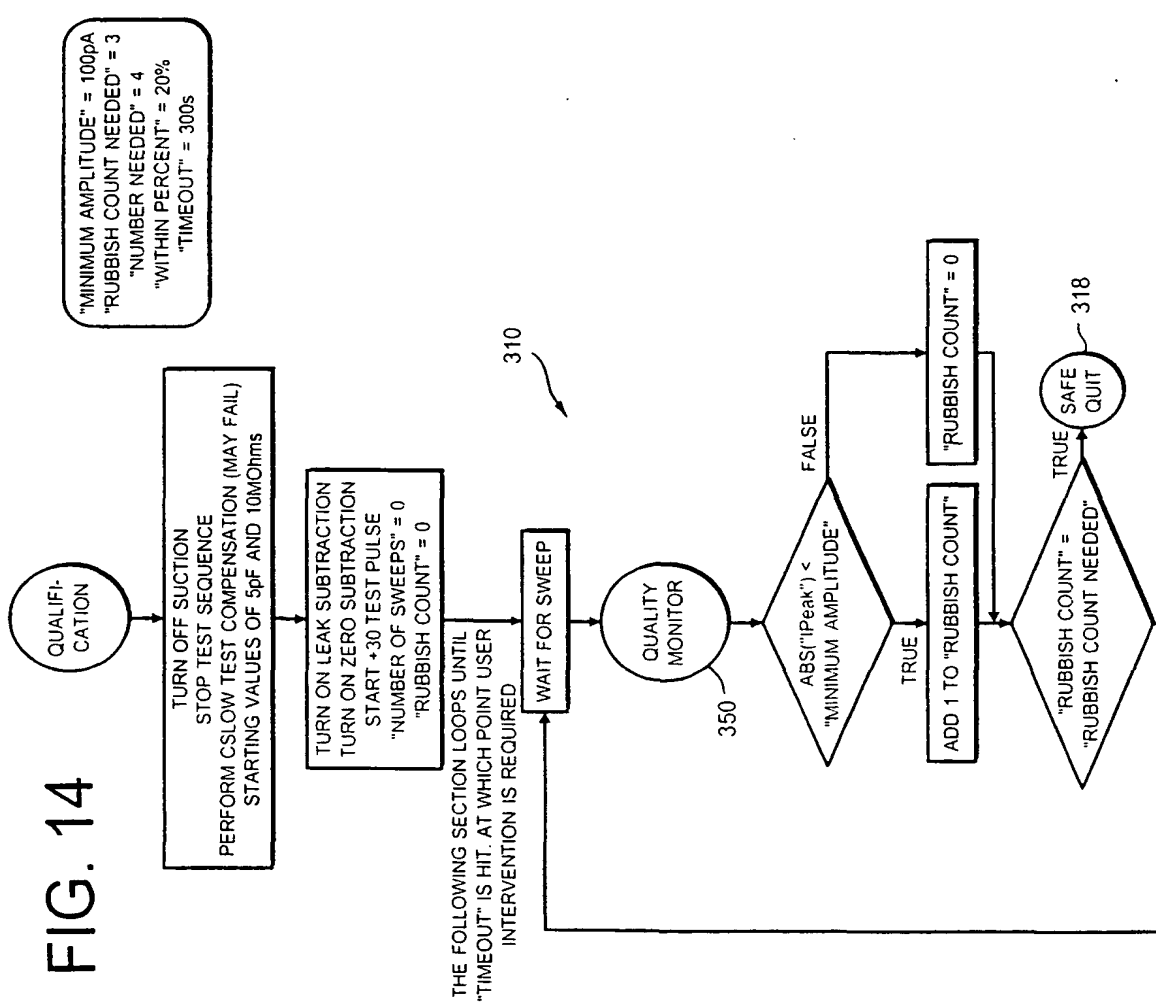 FIG. 14
"MINIMUM AMPLITUDE" = 100pA
"RUBBISH COUNT NEEDED" = 3
"NUMBER NEEDED" = 4
"WITHIN PERCENT" = 20%
"TIMEOUT" = 300s
QUALIFI-
CATION
TURN OFF SUCTION
STOP TEST SEQUENCE
PERFORM CSLOW TEST COMPENSATION (MAY FAIL)
STARTING VALUES OF 5pF AND 10MOhms
TURN ON LEAK SUBTRACTION
TURN ON ZERO SUBTRACTION
START +30 TEST PULSE
"NUMBER OF SWEEPS" = 0
"RUBBISH COUNT" = 0
THE FOLLOWING SECTION LOOPS UNTIL
"TIMEOUT" IS HIT. AT WHICH POINT USER
INTERVENTION IS REQUIRED
310
WAIT FOR SWEEP
QUALITY
MONITOR
350
ABS("IPeak") <
"MINIMUM AMPLITUDE"
FALSE
TRUE
ADD 1 TO "RUBBISH COUNT"
"RUBBISH COUNT" = 0
"RUBBISH COUNT" =
"RUBBISH COUNT NEEDED"
TRUE
SAFE
QUIT
318